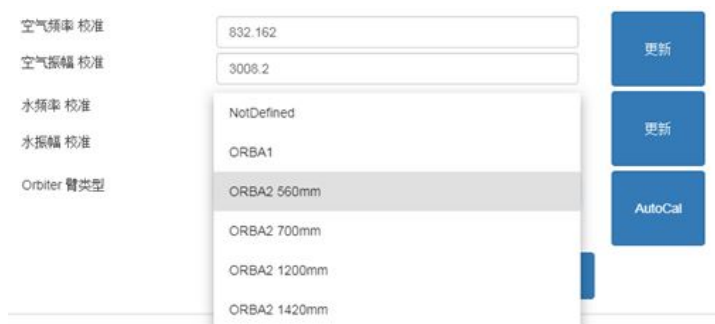 空气频率 校准
832.162
更新
空气振幅 校准
3008.2
水频率 校准
NotDefined
更新
水振幅 校准
ORBA1
Orbiter 臂类型
ORBA2 560mm
AutoCal
ORBA2 700mm
ORBA2 1200mm
ORBA2 1420mm